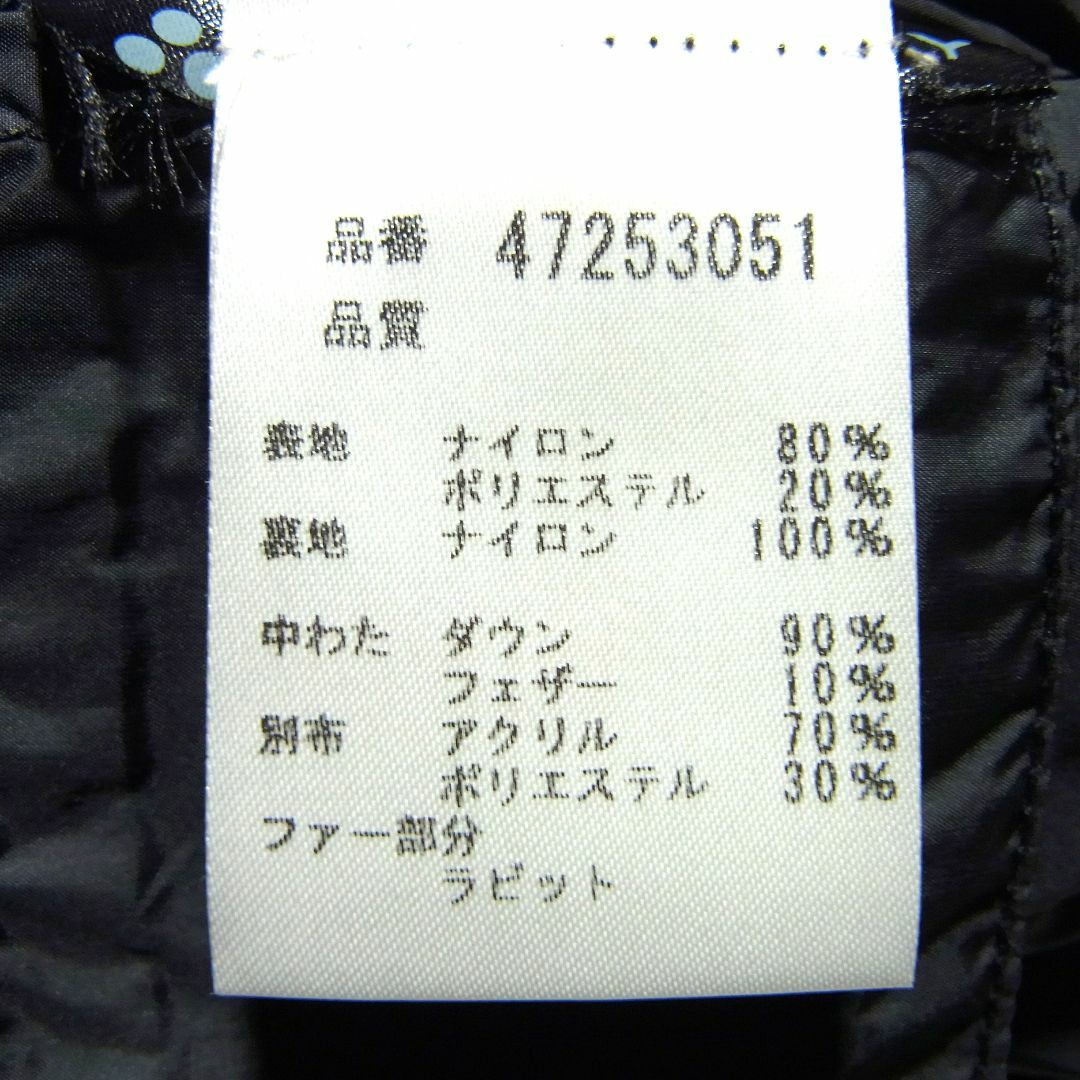 品番 47253051
品質
表地 ナイロン 80%
ポリエステル 20%
裏地 ナイロン 100%
中わた ダウン 90%
フェザー 10%
別布 アクリル 70%
ポリエステル 30%
ファー部分
ラビット